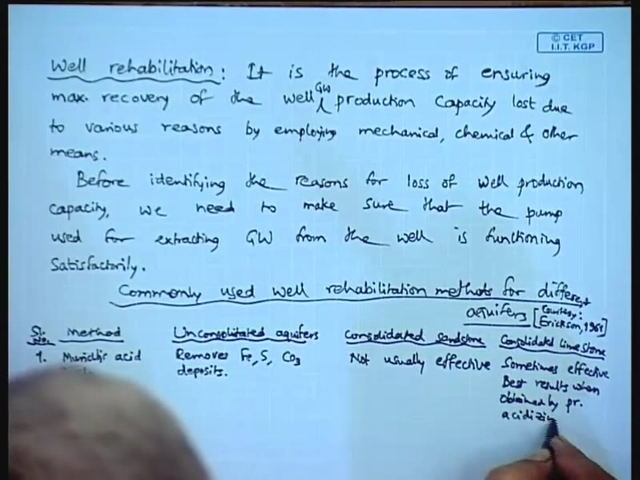 © CET
I.I.T. KGP
Well rehabilitation: It is the process of ensuring
max. recovery of the well GW production capacity lost due
to various reasons by employing mechanical, chemical & other
means.
Before identifying the reasons for loss of well production
capacity, we need to make sure that the pump
used for extracting GW from the well is functioning
satisfactorily.
Commonly used well rehabilitation methods for different
aquifers [Courtesy:
Erickson, 1961]
Sl. No. Method Unconsolidated aquifers Consolidated sandstone Consolidated limestone
1. Muriatic acid Removes Fe, S, CO3 Not usually effective Sometimes effective
deposits. Best results when
obtained by pr.
acidizin